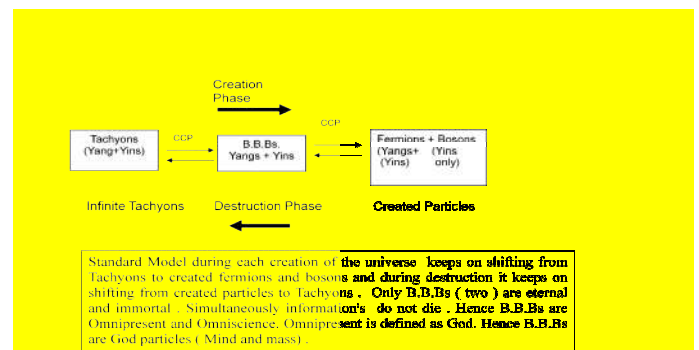 Creation
Phase
CCP
CCP
Tachyons
(Yang+Yins)
B.B.Bs.
Yangs + Yins
Fermions + Bosons
(Yangs+ (Yins
(Yins) only)
Infinite Tachyons Destruction Phase Created Particles
Standard Model during each creation of the universe keeps on shifting from
Tachyons to created fermions and bosons and during destruction it keeps on
shifting from created particles to Tachyons . Only B.B.Bs ( two ) are eternal
and immortal . Simultaneously information's do not die . Hence B.B.Bs are
Omnipresent and Omniscience. Omnipresent is defined as God. Hence B.B.Bs
are God particles ( Mind and mass) .